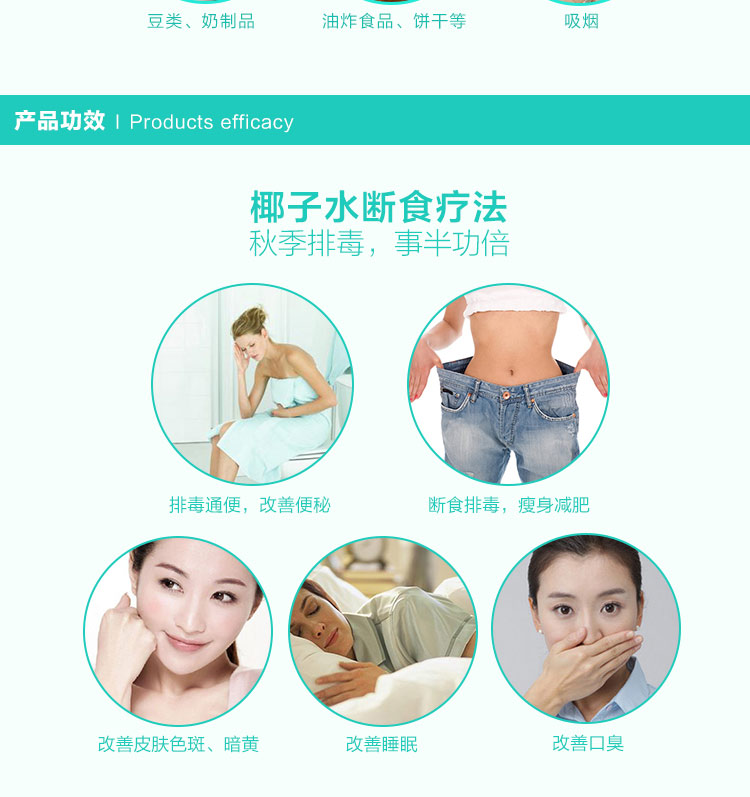 豆类、奶制品
油炸食品、饼干等
吸烟
产品功效 | Products efficacy
椰子水断食疗法
秋季排毒，事半功倍
排毒通便，改善便秘
断食排毒，瘦身减肥
改善皮肤色斑、暗黄
改善睡眠
改善口臭